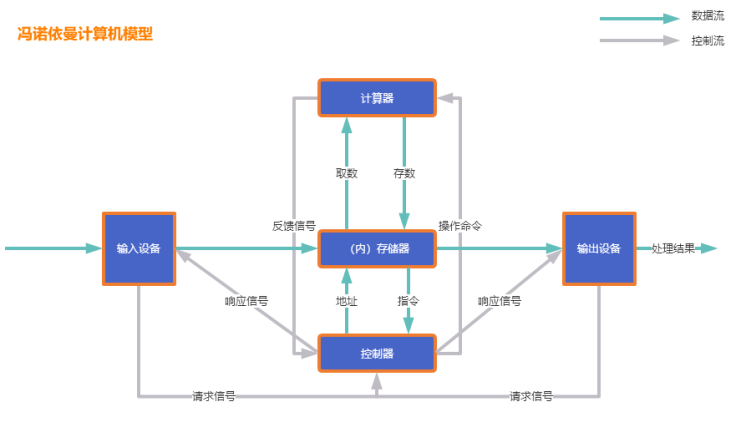 数据流
冯诺依曼计算机模型
控制流
计算器
取数
存数
反馈信号
操作命令
输入设备
（内）存储器
输出设备
处理结果
响应信号
地址
指令
响应信号
控制器
请求信号
请求信号